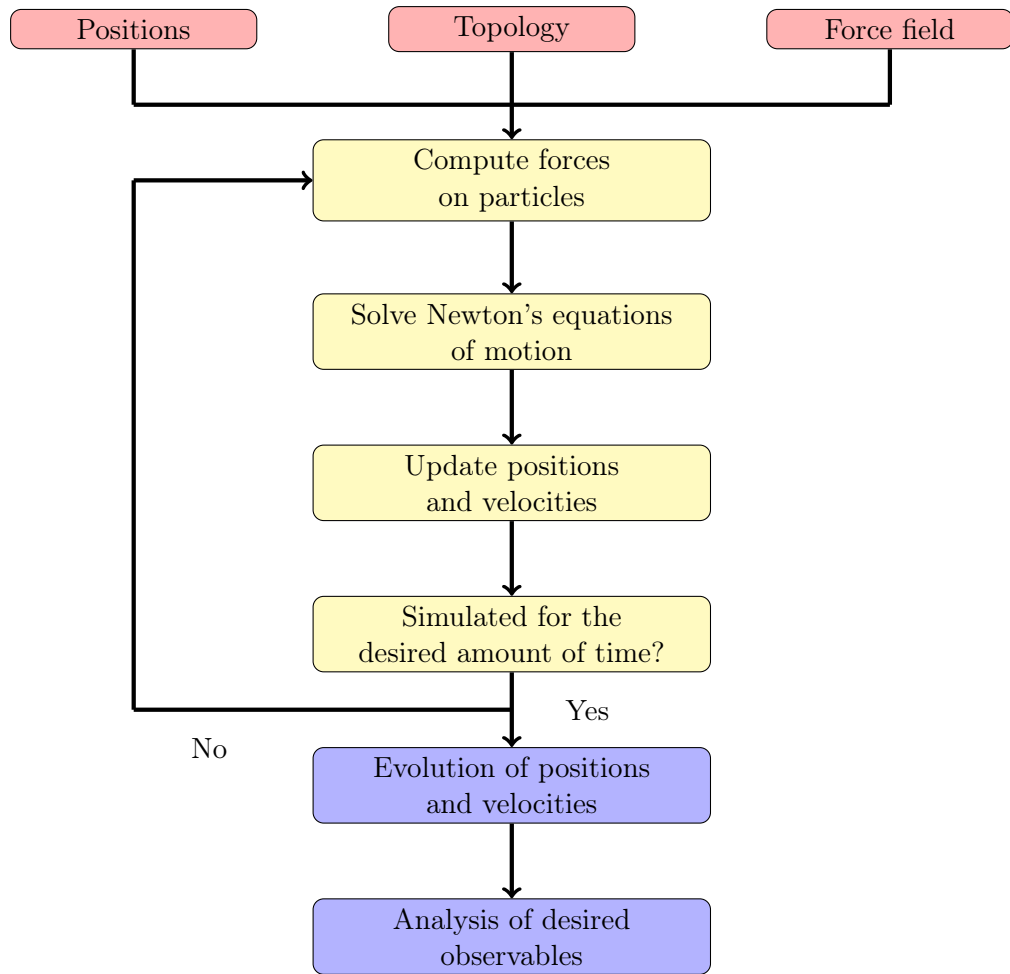 Positions
Topology
Force field
Compute forces
on particles
Solve Newton's equations
of motion
Update positions
and velocities
Simulated for the
desired amount of time?
Yes
No
Evolution of positions
and velocities
Analysis of desired
observables